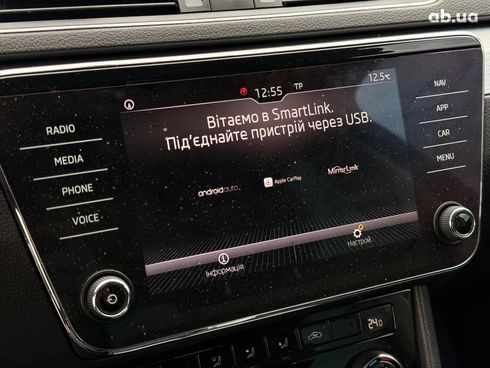 ab.ua
12:55 TP 12.5°C
RADIO
MEDIA
PHONE
VOICE
Вітаємо в SmartLink.
Під'єднайте пристрій через USB.
androidauto
Apple CarPlay
MirrorLink
Інформація
Настрой
NAV
APP
CAR
MENU
24.0